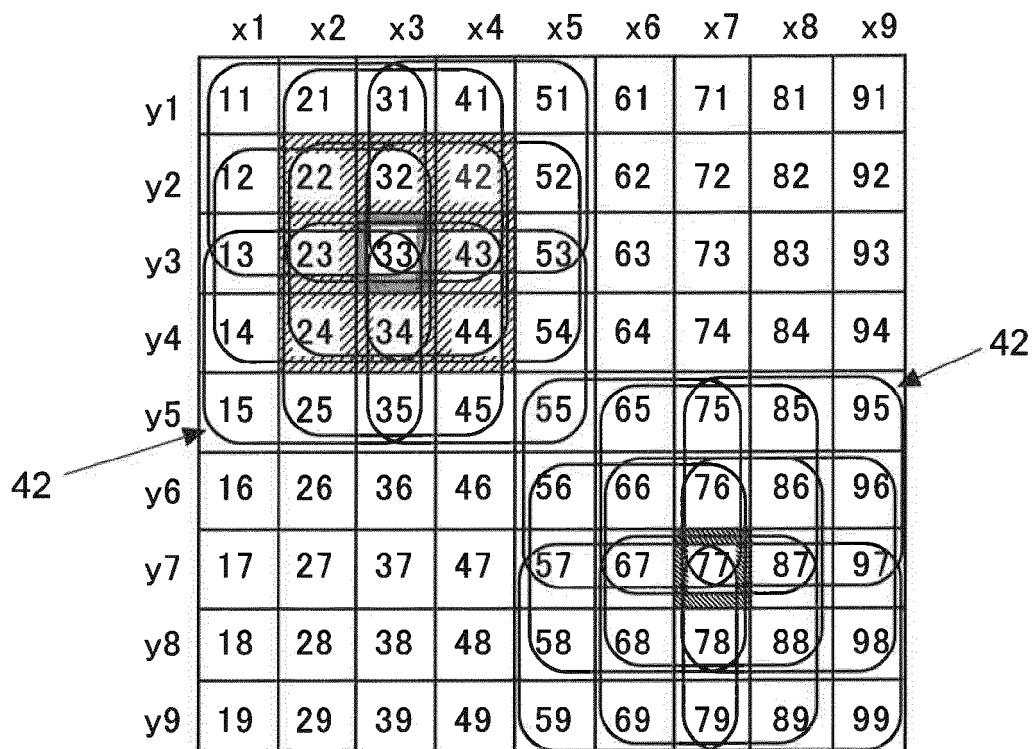 x1 x2 x3 x4 x5 x6 x7 x8 x9
y1 11 21 31 41 51 61 71 81 91
y2 12 22 32 42 52 62 72 82 92
y3 13 23 33 43 53 63 73 83 93
y4 14 24 34 44 54 64 74 84 94
42
y5 15 25 35 45 55 65 75 85 95
42
y6 16 26 36 46 56 66 76 86 96
y7 17 27 37 47 57 67 77 87 97
y8 18 28 38 48 58 68 78 88 98
y9 19 29 39 49 59 69 79 89 99